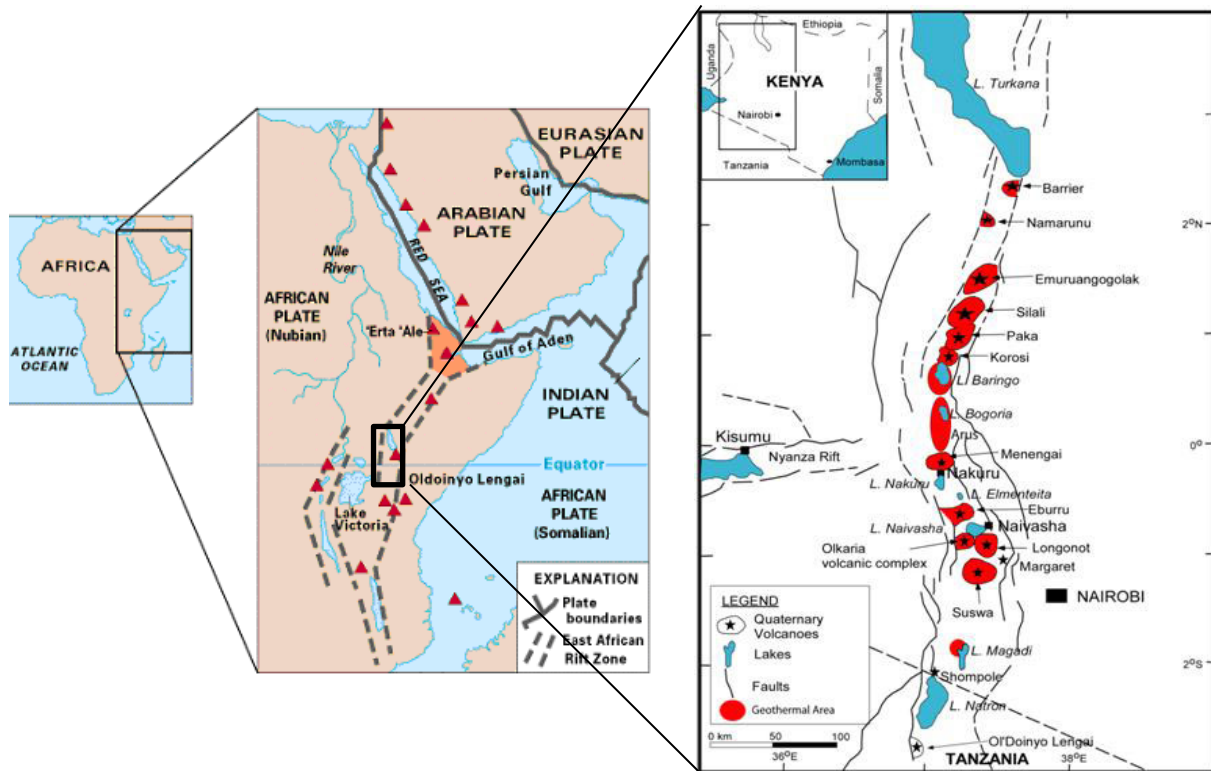 AFRICA
ATLANTIC
OCEAN
EURASIAN
PLATE
Persian
Gulf
ARABIAN
PLATE
RED
SEA
Nile
River
AFRICAN
PLATE
(Nubian)
'Erta 'Ale
Gulf of Aden
INDIAN
PLATE
Equator
Oldoinyo Lengai
AFRICAN
PLATE
(Somalian)
Lake
Victoria
EXPLANATION
Plate
boundaries
East African
Rift Zone
Ethiopia
Uganda
KENYA
Somalia
Nairobi
Tanzania
Mombasa
L. Turkana
Barrier
Namarunu
2°N
Emuruangogolak
Silali
Paka
Korosi
L. Baringo
L. Bogoria
Arus
Kisumu
Nyanza Rift
0°
Menengai
Nakuru
L. Nakuru
L. Elmenteita
Eburru
L. Naivasha
Naivasha
Olkaria
volcanic complex
Longonot
Margaret
Suswa
NAIROBI
LEGEND
Quaternary
Volcanoes
Lakes
Faults
Geothermal Area
L. Magadi
2°S
Shompole
L. Natron
0 km 50 100
36°E
Ol'Doinyo Lengai
TANZANIA
38°E